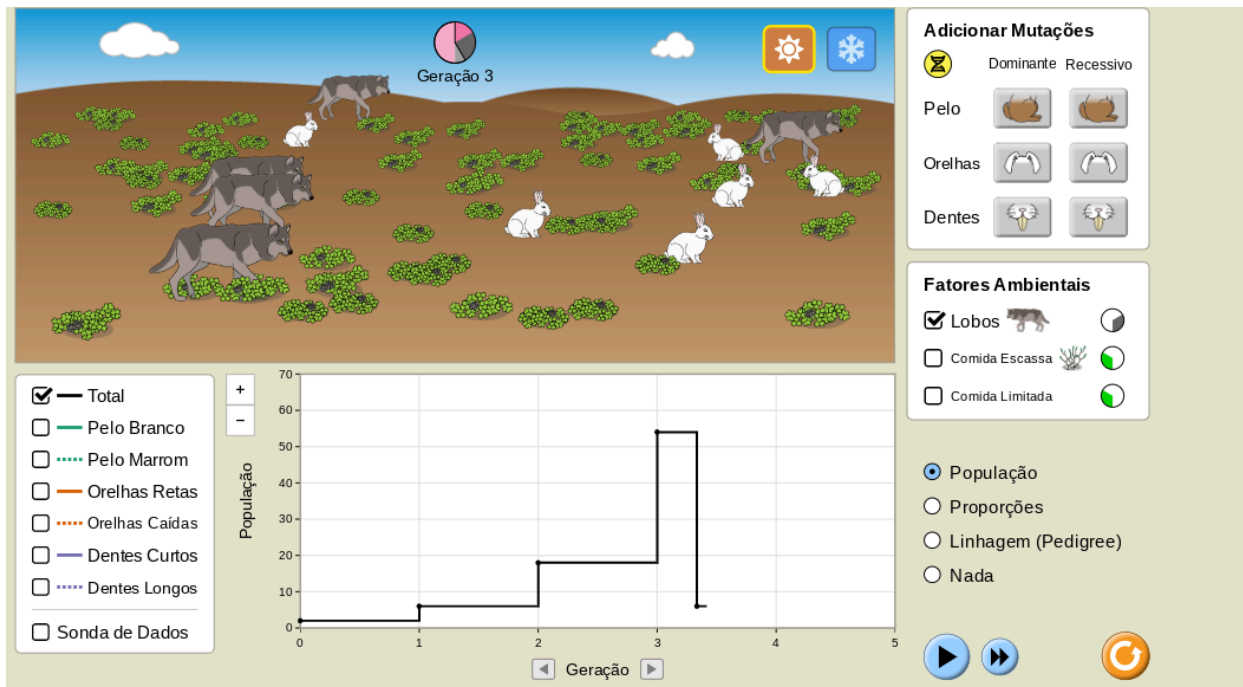 Geração 3
Adicionar Mutações
Dominante Recessivo
Pelo
Orelhas
Dentes
Fatores Ambientais
Lobos
Comida Escassa
Comida Limitada
Total
Pelo Branco
Pelo Marrom
Orelhas Retas
Orelhas Caídas
Dentes Curtos
Dentes Longos
Sonda de Dados
+
−
População
70
60
50
40
30
20
10
0
0 1 2 3 4 5
Geração
População
Proporções
Linhagem (Pedigree)
Nada